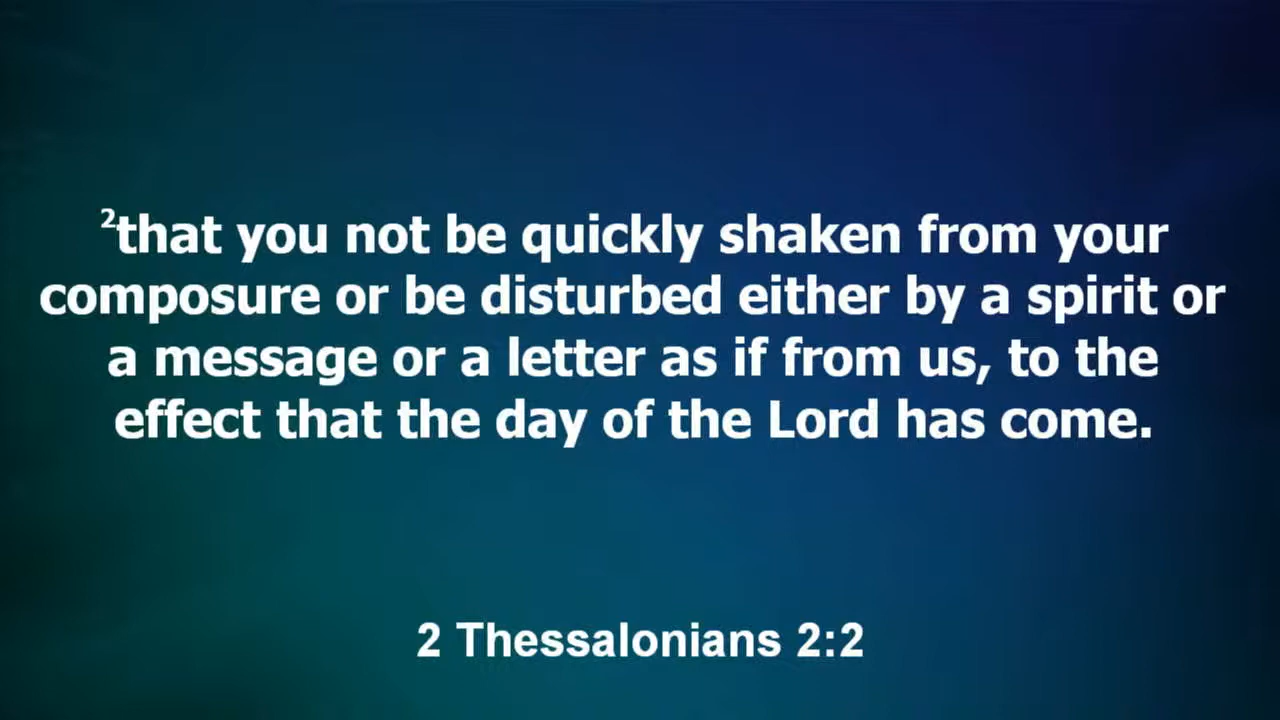 ²that you not be quickly shaken from your
composure or be disturbed either by a spirit or
a message or a letter as if from us, to the
effect that the day of the Lord has come.
2 Thessalonians 2:2